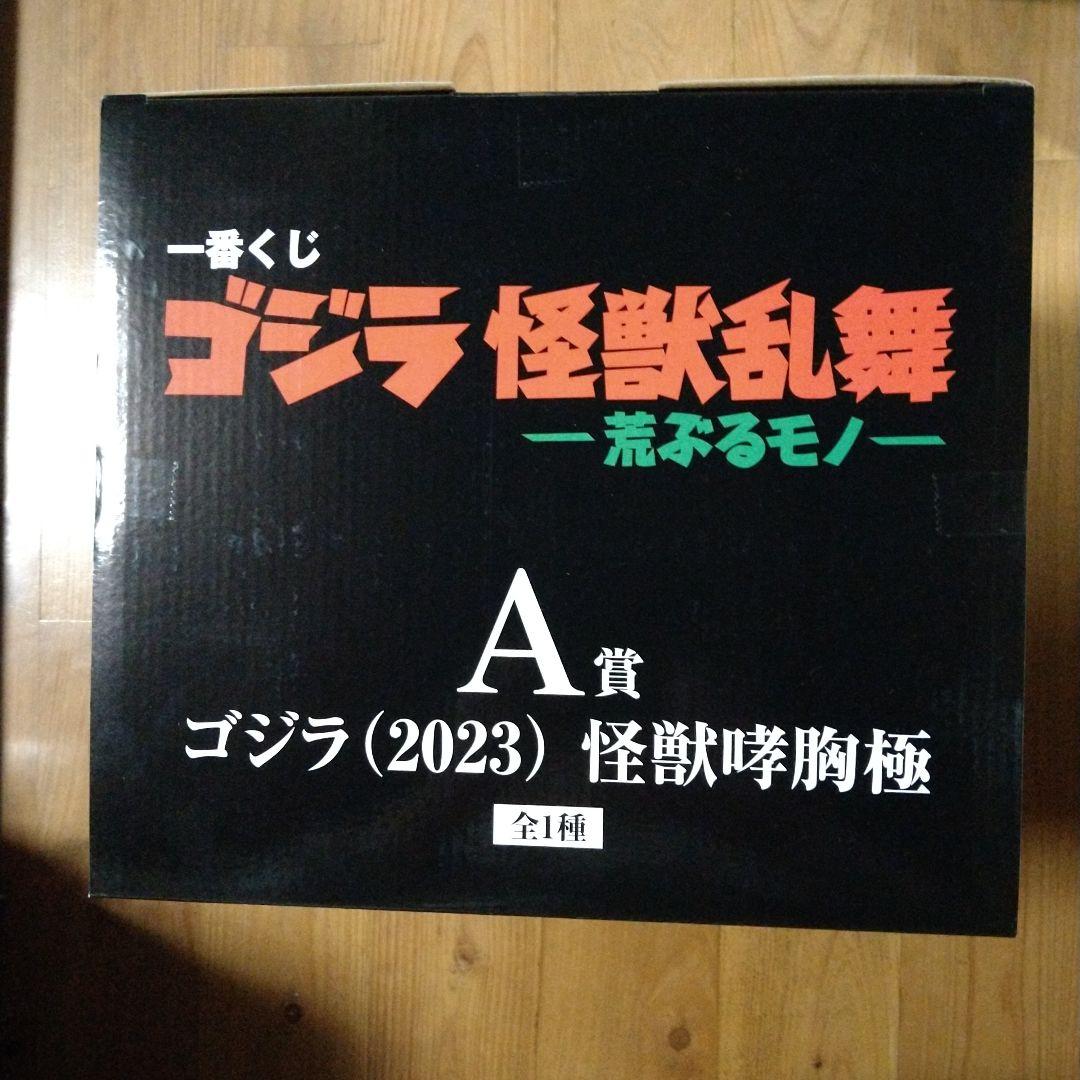 一番くじ
ゴジラ 怪獣乱舞
―荒ぶるモノ―
A賞
ゴジラ（2023） 怪獣哮胸極
全1種